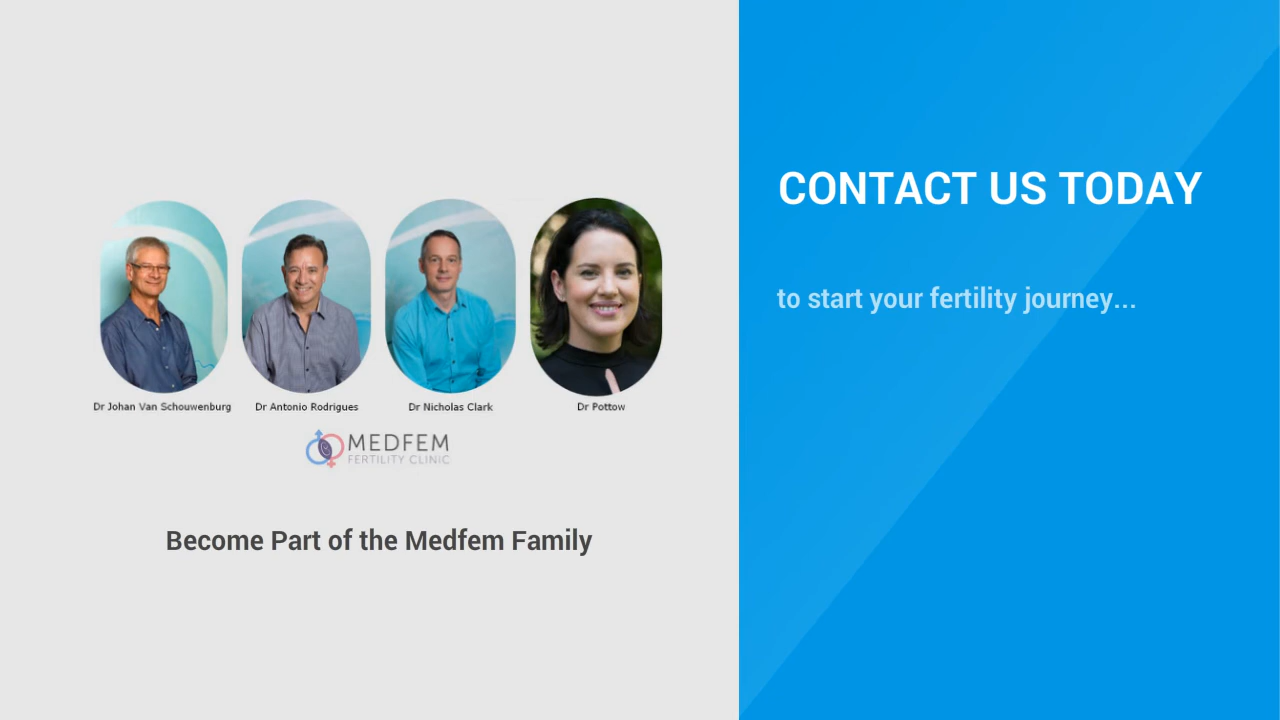 CONTACT US TODAY
to start your fertility journey...
Dr Johan Van Schouwenburg
Dr Antonio Rodrigues
Dr Nicholas Clark
Dr Pottow
MEDFEM
FERTILITY CLINIC
Become Part of the Medfem Family